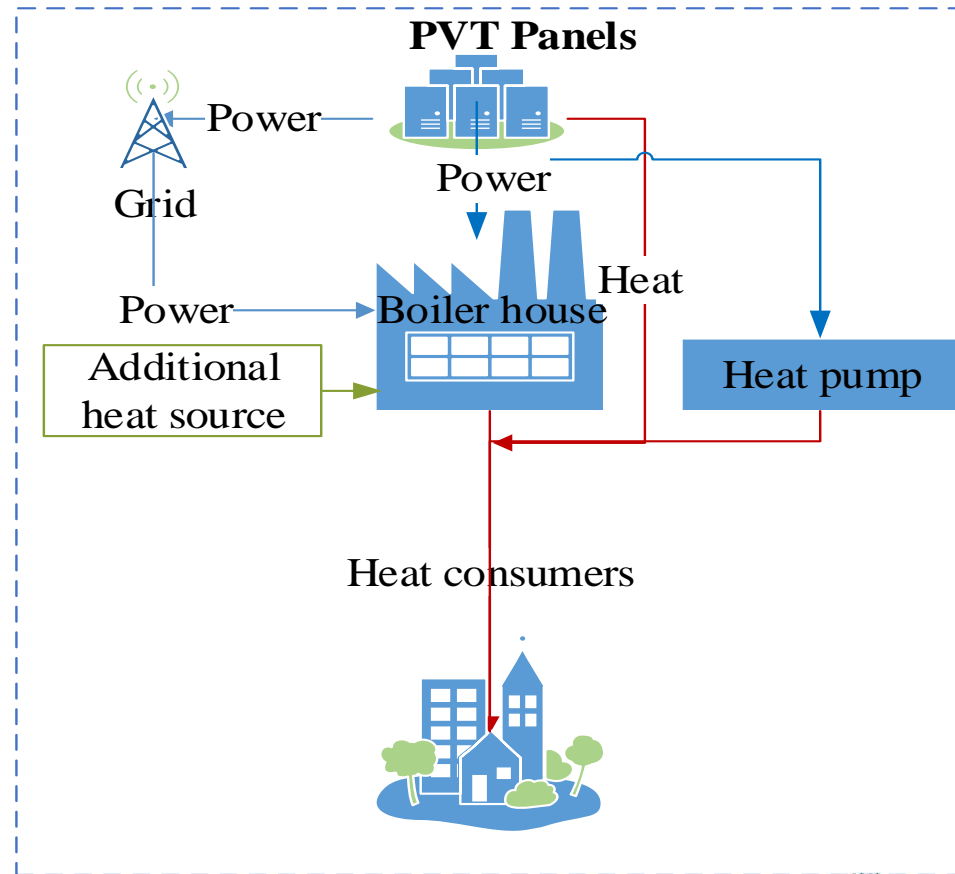 PVT Panels
Power
Power
Grid
Heat
Power
Boiler house
Additional
heat source
Heat pump
Heat consumers